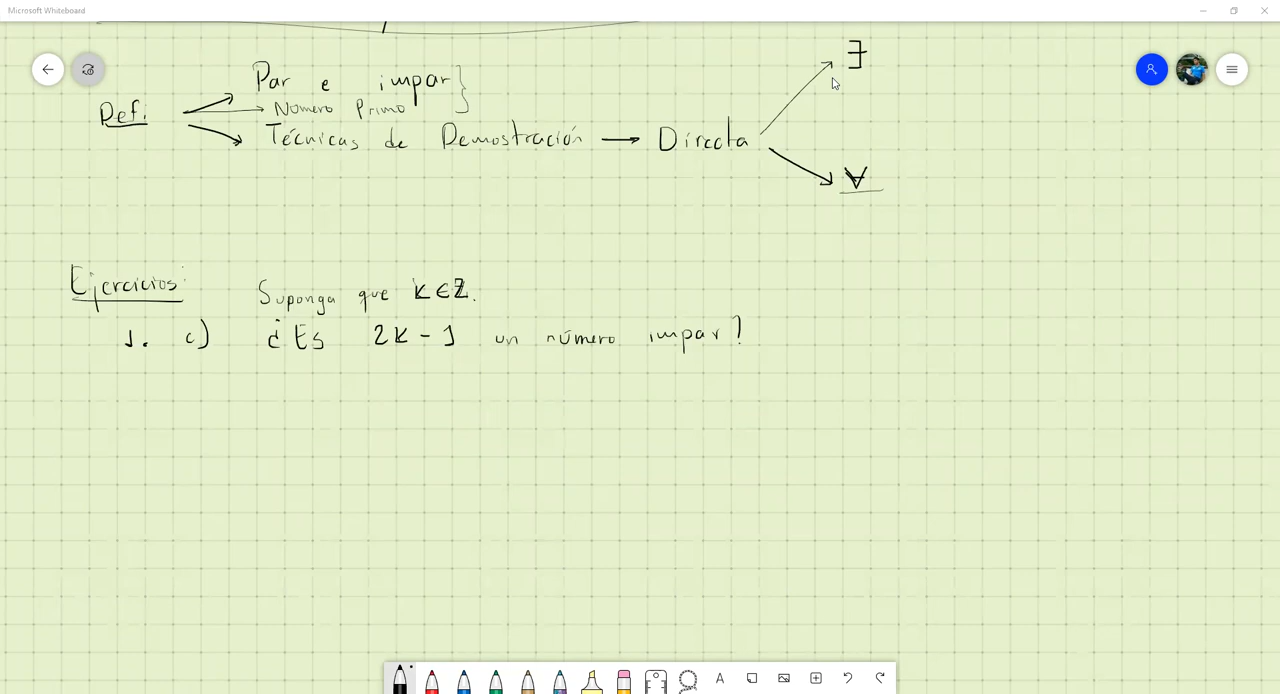 Microsoft Whiteboard
Par e impar
Defi
Número Primo
Técnicas de Demostración → Directa
∃
∀
Ejercicios:
Suponga que K ∈ Z.
1. c) ¿Es 2K - 1 un número impar?
A